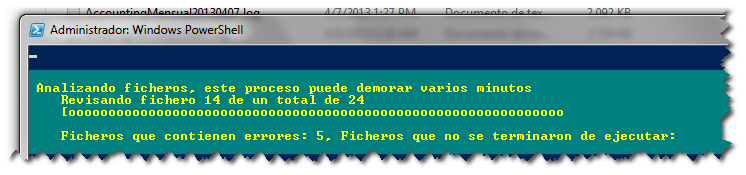 AccountingMensual20130407.log 4/7/2013 1:27 PM Documento de tex... 2,092 KB
Administrador: Windows PowerShell
Analizando ficheros, este proceso puede demorar varios minutos
Revisando fichero 14 de un total de 24
[oooooooooooooooooooooooooooooooooooooooooooooooooooooooooooooo
Ficheros que contienen errores: 5, Ficheros que no se terminaron de ejecutar: